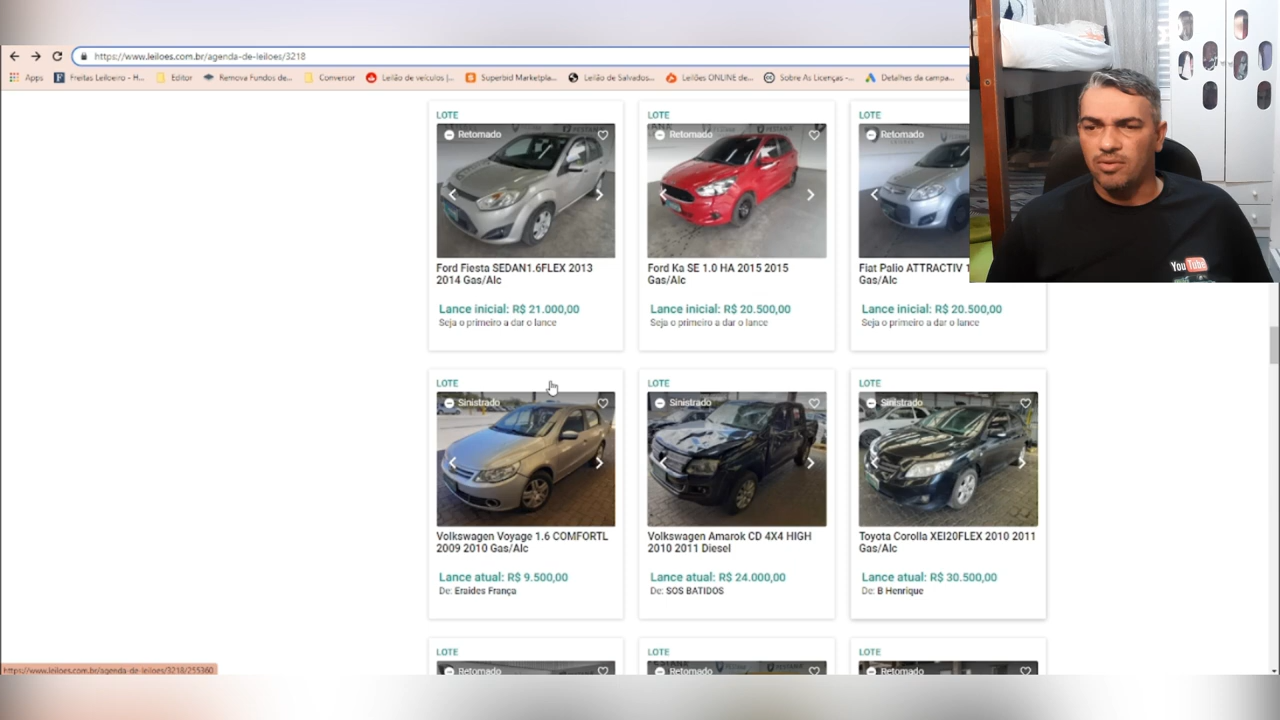 https://www.leiloes.com.br/agenda-de-leiloes/3218
Apps
Freitas Leiloeiro - H...
Editor
Remova Fundos de...
Conversor
Leilão de veículos |...
Superbid Marketpla...
Leilão de Salvados...
Leilões ONLINE de...
Sobre As Licenças -...
Detalhes da campa...
LOTE
Retomado
Ford Fiesta SEDAN1.6FLEX 2013
2014 Gas/Alc
Lance inicial: R$ 21.000,00
Seja o primeiro a dar o lance
LOTE
Retomado
Ford Ka SE 1.0 HA 2015 2015
Gas/Alc
Lance inicial: R$ 20.500,00
Seja o primeiro a dar o lance
LOTE
Retomado
Fiat Palio ATTRACTIV
Gas/Alc
Lance inicial: R$ 20.500,00
Seja o primeiro a dar o lance
You Tube
LOTE
Sinistrado
Volkswagen Voyage 1.6 COMFORTL
2009 2010 Gas/Alc
Lance atual: R$ 9.500,00
De: Eraides França
LOTE
Sinistrado
Volkswagen Amarok CD 4X4 HIGH
2010 2011 Diesel
Lance atual: R$ 24.000,00
De: SOS BATIDOS
LOTE
Sinistrado
Toyota Corolla XEI20FLEX 2010 2011
Gas/Alc
Lance atual: R$ 30.500,00
De: B Henrique
LOTE
Retomado
LOTE
Retomado
LOTE
Retomado
https://www.leiloes.com.br/agenda-de-leiloes/3218/255360